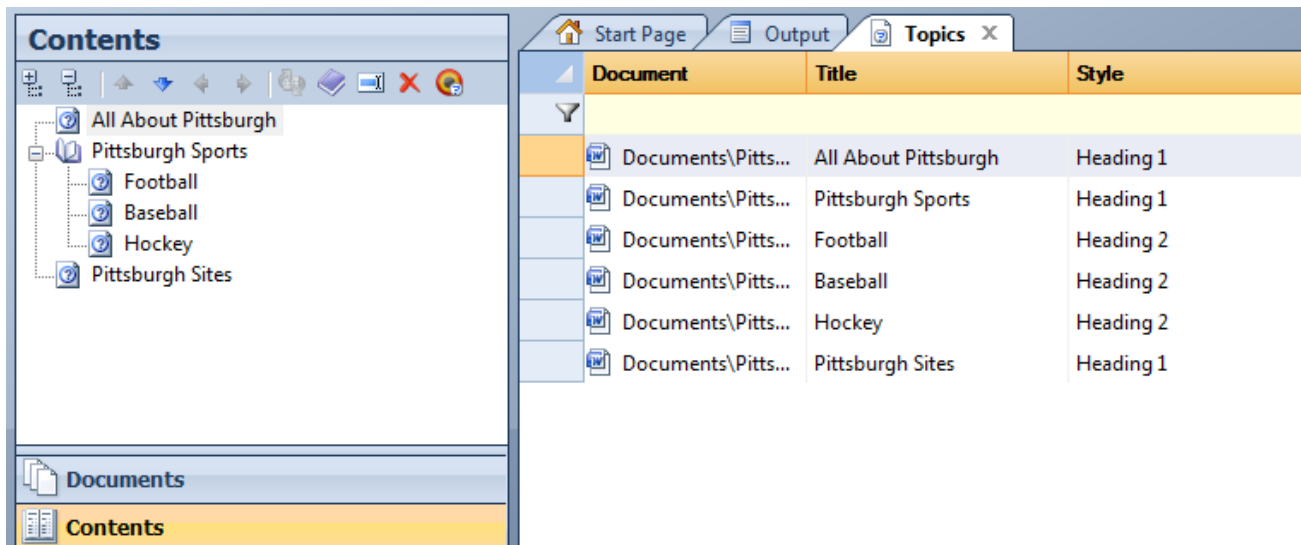 Contents
All About Pittsburgh
Pittsburgh Sports
Football
Baseball
Hockey
Pittsburgh Sites
Documents
Contents
Start Page Output Topics X
Document Title Style
Documents\Pitts... All About Pittsburgh Heading 1
Documents\Pitts... Pittsburgh Sports Heading 1
Documents\Pitts... Football Heading 2
Documents\Pitts... Baseball Heading 2
Documents\Pitts... Hockey Heading 2
Documents\Pitts... Pittsburgh Sites Heading 1